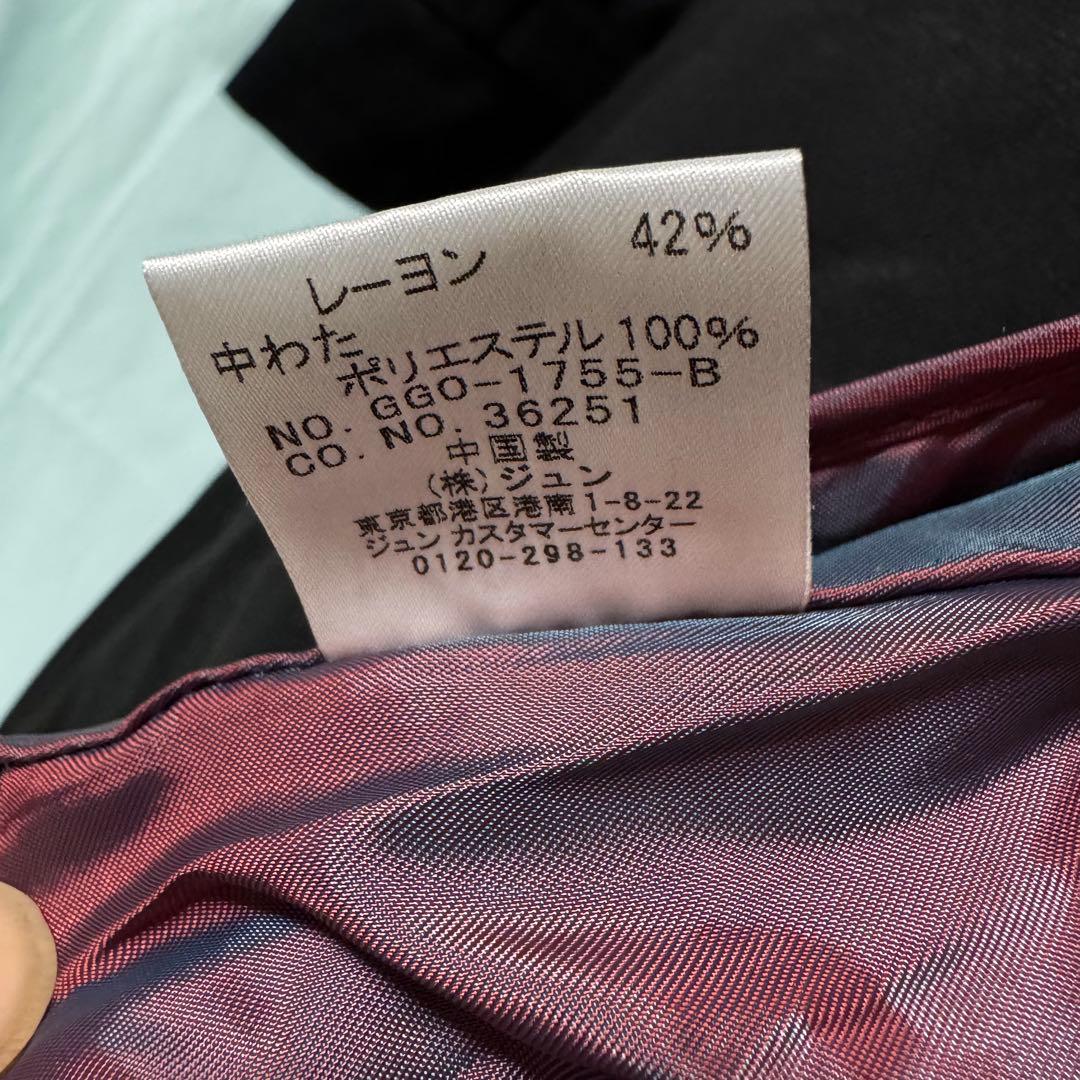 レーヨン 42%
中わた
ポリエステル 100%
NO. GGO-1755-B
CO. NO. 36251
中国製
(株)ジュン
東京都港区港南1-8-22
ジュン カスタマーセンター
0120-298-133